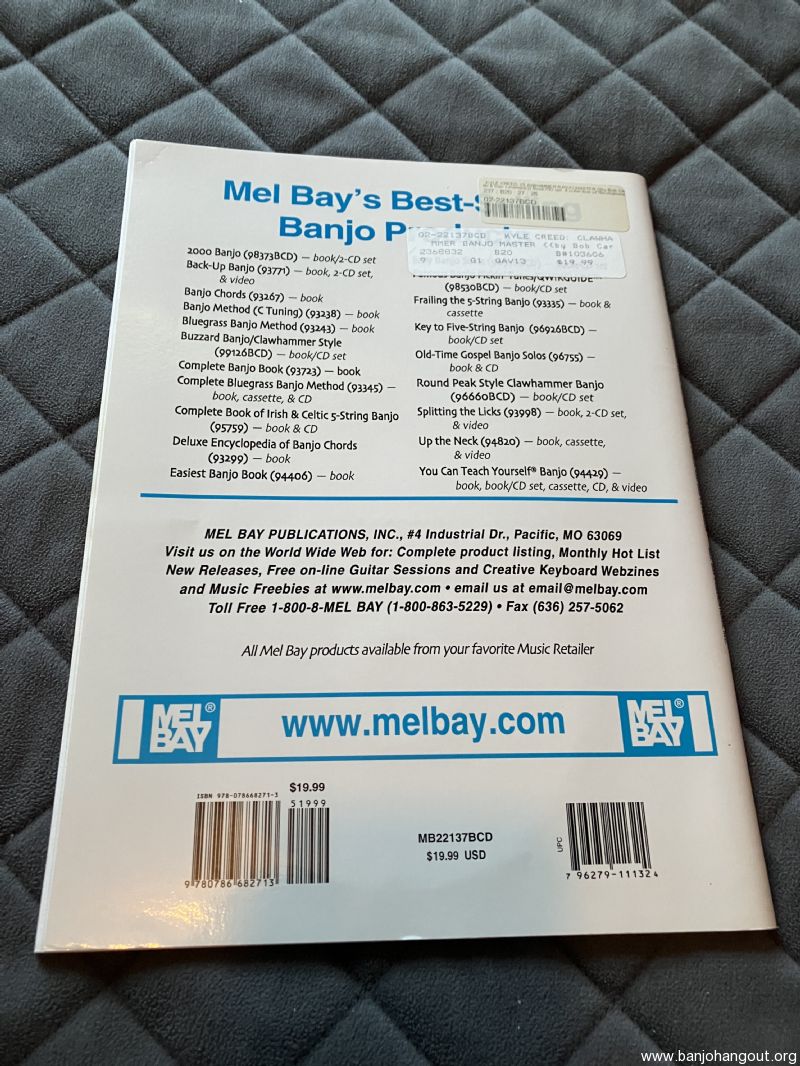 Mel Bay's Best-S
Banjo P
02-22137BCD
02-22137BCD KYLE CREED: CLAWHA
MMER BANJO MASTER ((by Bob Car
2368832 B20 B#103606
9 G1 GAV13 $19.99
2000 Banjo (98373BCD) — book/2-CD set
Back-Up Banjo (93771) — book, 2-CD set,
& video
Banjo Chords (93267) — book
Banjo Method (C Tuning) (93238) — book
Bluegrass Banjo Method (93243) — book
Buzzard Banjo/Clawhammer Style
(99126BCD) — book/CD set
Complete Banjo Book (93723) — book
Complete Bluegrass Banjo Method (93345) —
book, cassette, & CD
Complete Book of Irish & Celtic 5-String Banjo
(95759) — book & CD
Deluxe Encyclopedia of Banjo Chords
(93299) — book
Easiest Banjo Book (94406) — book
(98530BCD) — book/CD set
Frailing the 5-String Banjo (93335) — book &
cassette
Key to Five-String Banjo (96926BCD) —
book/CD set
Old-Time Gospel Banjo Solos (96755) —
book & CD
Round Peak Style Clawhammer Banjo
(96660BCD) — book/CD set
Splitting the Licks (93998) — book, 2-CD set,
& video
Up the Neck (94820) — book, cassette,
& video
You Can Teach Yourself® Banjo (94429) —
book, book/CD set, cassette, CD, & video
MEL BAY PUBLICATIONS, INC., #4 Industrial Dr., Pacific, MO 63069
Visit us on the World Wide Web for: Complete product listing, Monthly Hot List
New Releases, Free on-line Guitar Sessions and Creative Keyboard Webzines
and Music Freebies at www.melbay.com • email us at email@melbay.com
Toll Free 1-800-8-MEL BAY (1-800-863-5229) • Fax (636) 257-5062
All Mel Bay products available from your favorite Music Retailer
MEL BAY® www.melbay.com MEL BAY®
ISBN 978-078668271-3
$19.99
51999
9 780786 682713
MB22137BCD
$19.99 USD
UPC
7 96279-11132 4
www.banjohangout.org